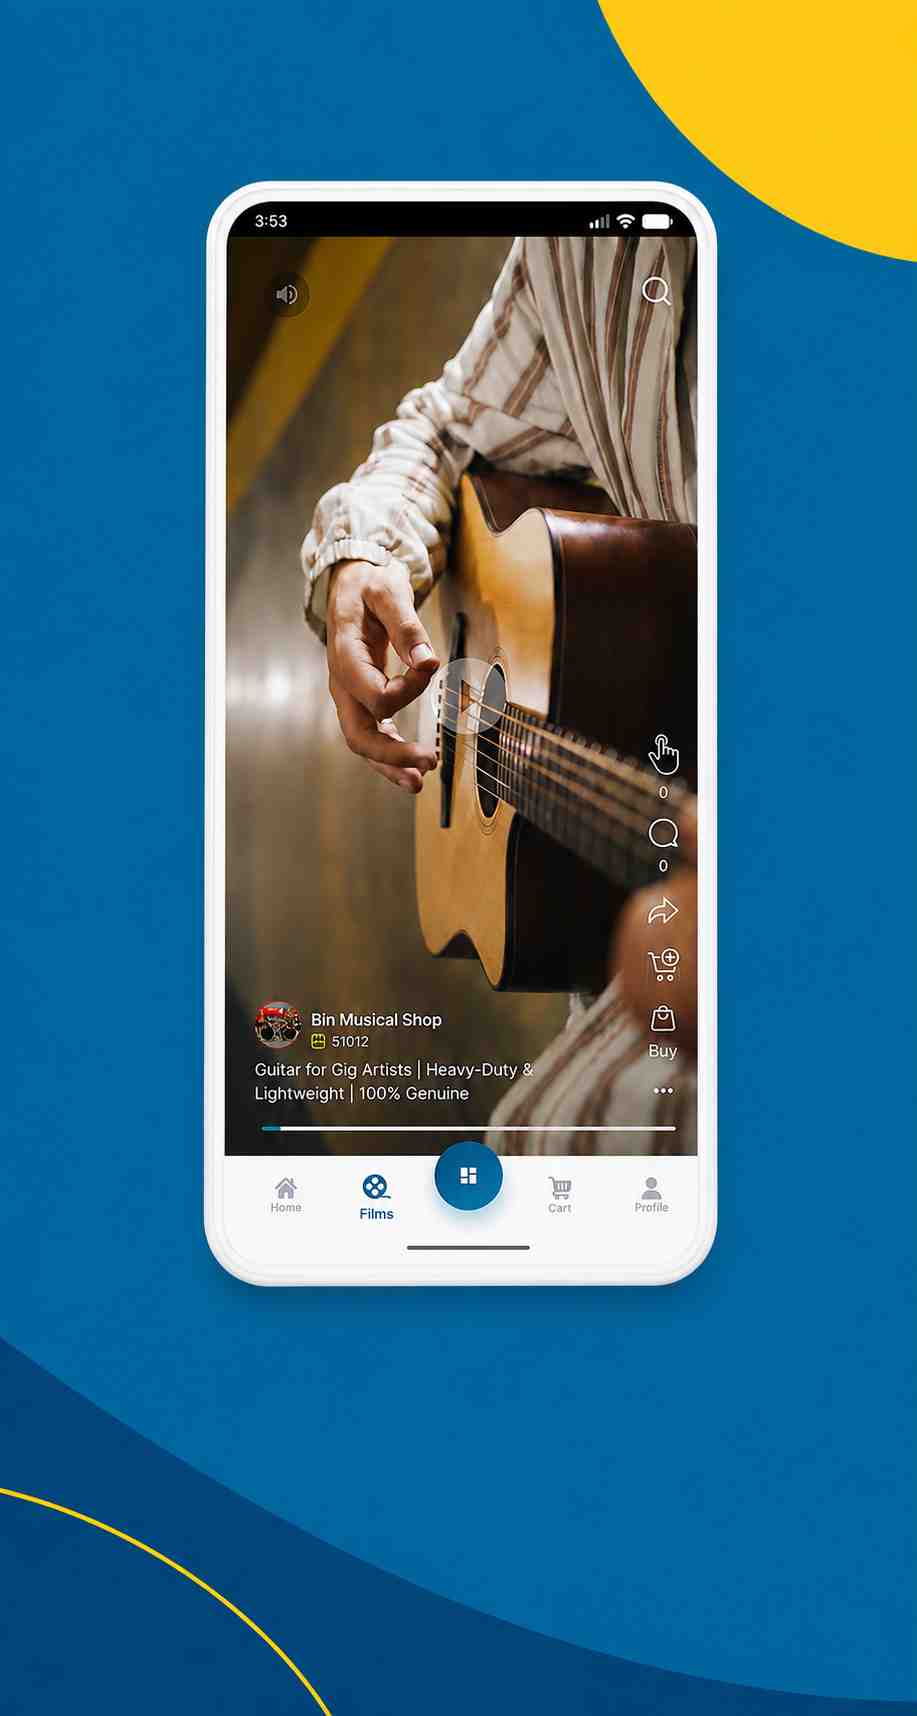 3:53
0
0
Bin Musical Shop
51012
Buy
Guitar for Gig Artists | Heavy-Duty &
Lightweight | 100% Genuine
Home
Films
Cart
Profile